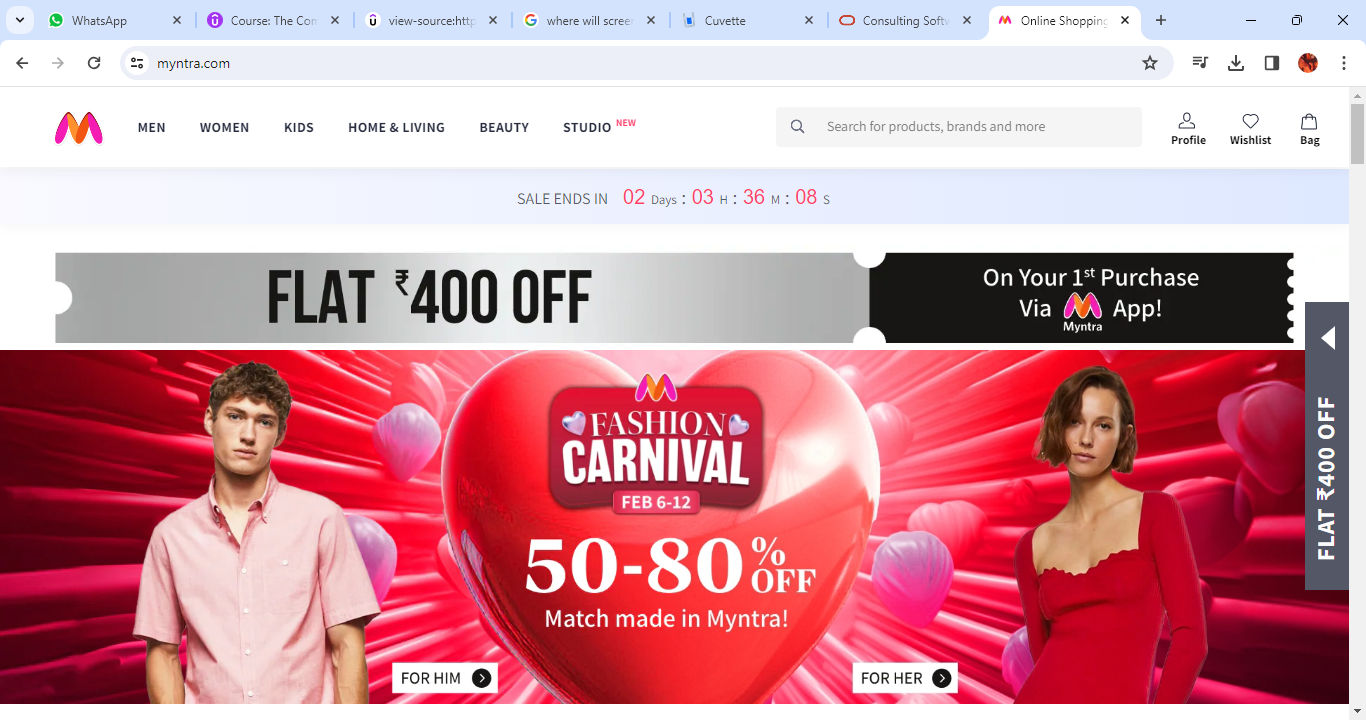 WhatsApp
Course: The Com
view-source:http
where will screen
Cuvette
Consulting Softw
Online Shopping
myntra.com
MEN
WOMEN
KIDS
HOME & LIVING
BEAUTY
STUDIO NEW
Search for products, brands and more
Profile
Wishlist
Bag
SALE ENDS IN 02 Days : 03 H : 36 M : 08 S
FLAT ₹400 OFF
On Your 1st Purchase
Via Myntra App!
FLAT ₹400 OFF
FASHION
CARNIVAL
FEB 6-12
50-80% OFF
Match made in Myntra!
FOR HIM
FOR HER